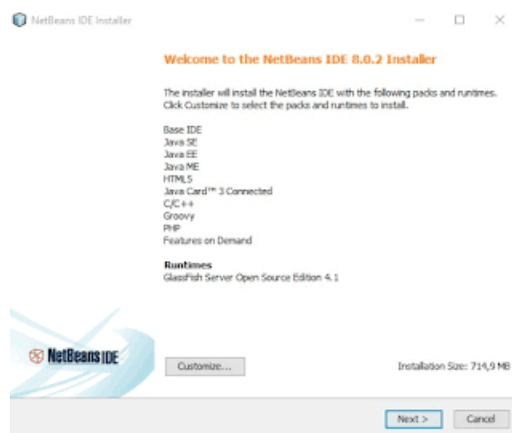 NetBeans IDE Installer
Welcome to the NetBeans IDE 8.0.2 Installer
The installer will install the NetBeans IDE with the following packs and runtimes.
Click Customize to select the packs and runtimes to install.
Base IDE
Java SE
Java EE
Java ME
HTML5
Java Card™ 3 Connected
C/C++
Groovy
PHP
Features on Demand
Runtimes
GlassFish Server Open Source Edition 4.1
NetBeans IDE
Customize...
Installation Size: 714,9 MB
Next >
Cancel